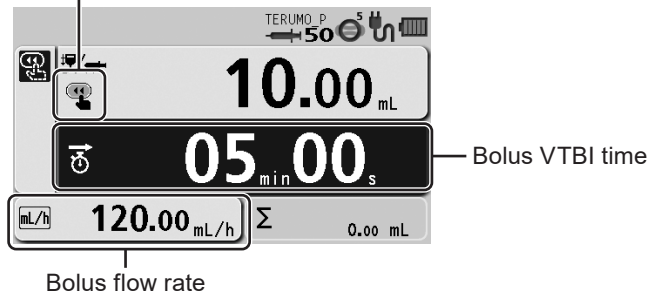 TERUMO_P
50 5
10.00 mL
05 min 00 s
Bolus VTBI time
mL/h 120.00 mL/h Σ 0.00 mL
Bolus flow rate